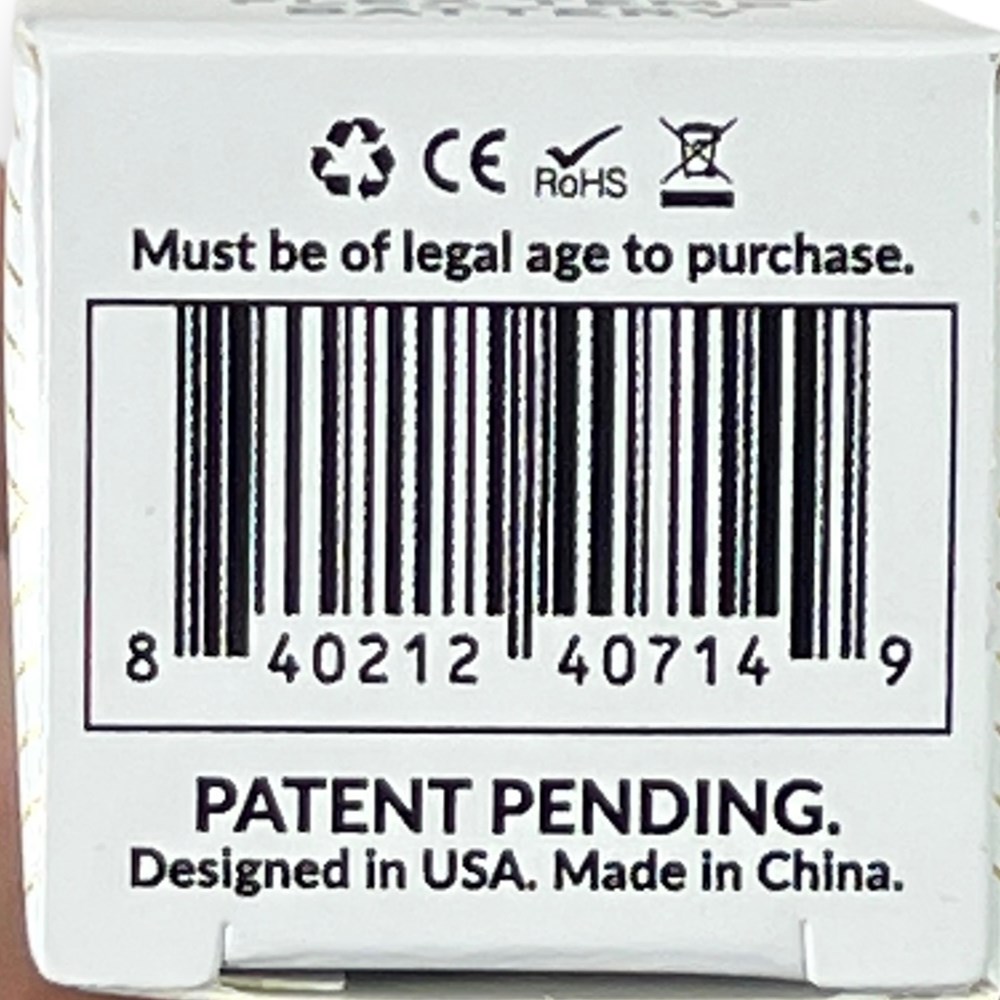 BATTERY
CE RoHS
Must be of legal age to purchase.
8 40212 40714 9
PATENT PENDING.
Designed in USA. Made in China.